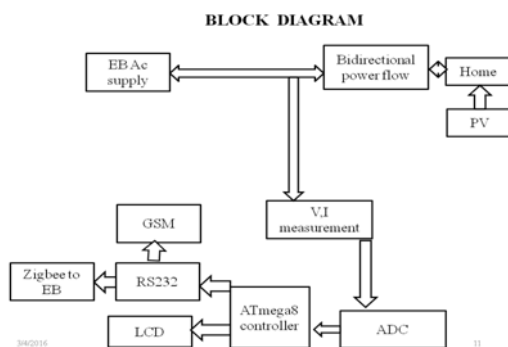 BLOCK DIAGRAM
EB Ac
supply
Bidirectional
power flow
Home
PV
V,I
measurement
GSM
Zigbee to
EB
RS232
ATmega8
controller
LCD
ADC
3/4/2016
11